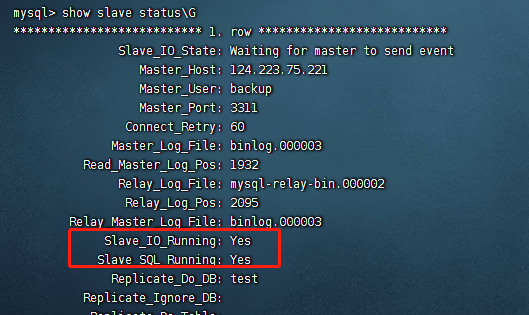 mysql> show slave status\G
*************************** 1. row ***************************
Slave_IO_State: Waiting for master to send event
Master_Host: 124.223.75.221
Master_User: backup
Master_Port: 3311
Connect_Retry: 60
Master_Log_File: binlog.000003
Read_Master_Log_Pos: 1932
Relay_Log_File: mysql-relay-bin.000002
Relay_Log_Pos: 2095
Relay_Master_Log_File: binlog.000003
Slave_IO_Running: Yes
Slave_SQL_Running: Yes
Replicate_Do_DB: test
Replicate_Ignore_DB: